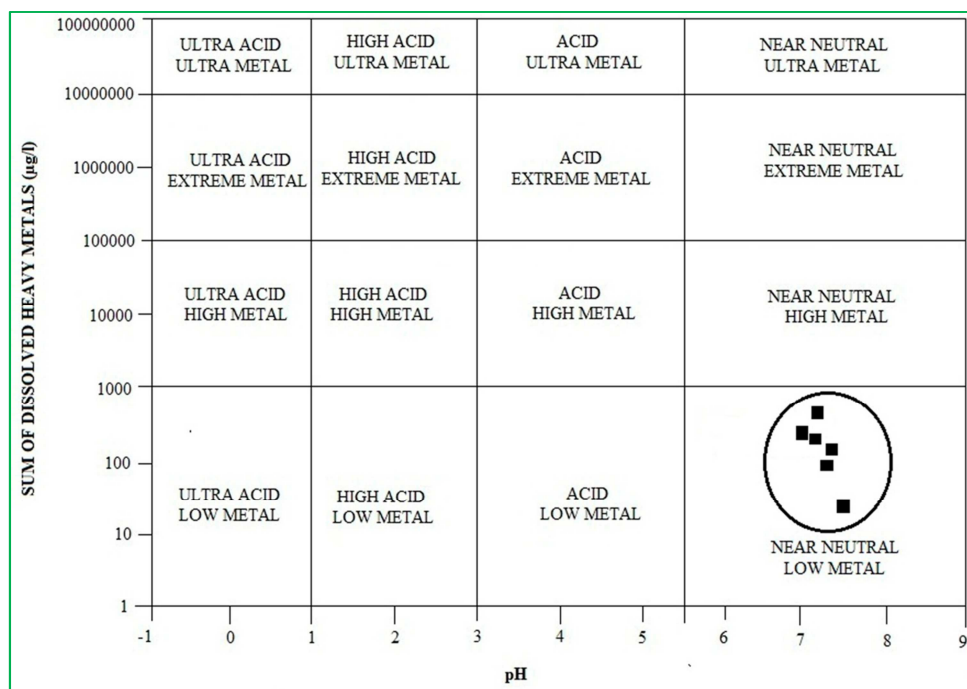 SUM OF DISSOLVED HEAVY METALS (µg/l)
100000000
10000000
1000000
100000
10000
1000
100
10
1
ULTRA ACID
ULTRA METAL
HIGH ACID
ULTRA METAL
ACID
ULTRA METAL
NEAR NEUTRAL
ULTRA METAL
ULTRA ACID
EXTREME METAL
HIGH ACID
EXTREME METAL
ACID
EXTREME METAL
NEAR NEUTRAL
EXTREME METAL
ULTRA ACID
HIGH METAL
HIGH ACID
HIGH METAL
ACID
HIGH METAL
NEAR NEUTRAL
HIGH METAL
ULTRA ACID
LOW METAL
HIGH ACID
LOW METAL
ACID
LOW METAL
NEAR NEUTRAL
LOW METAL
-1 0 1 2 3 4 5 6 7 8 9
pH